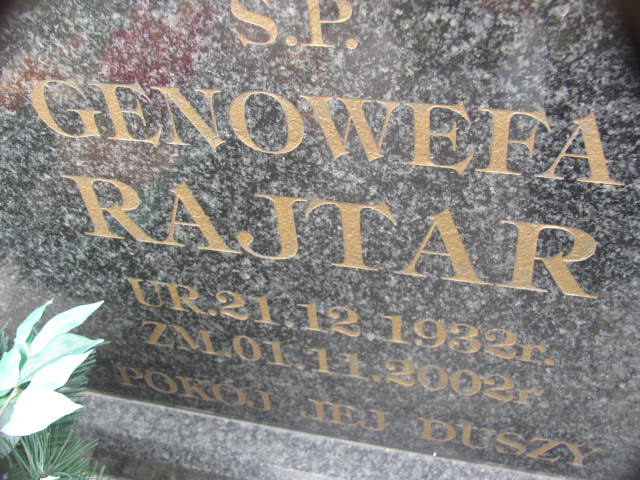 S.P.
GENOWEFA
RAJTAR
UR.21.12.1932r.
ZM.01.11.2002r.
POKÓJ JEJ DUSZY